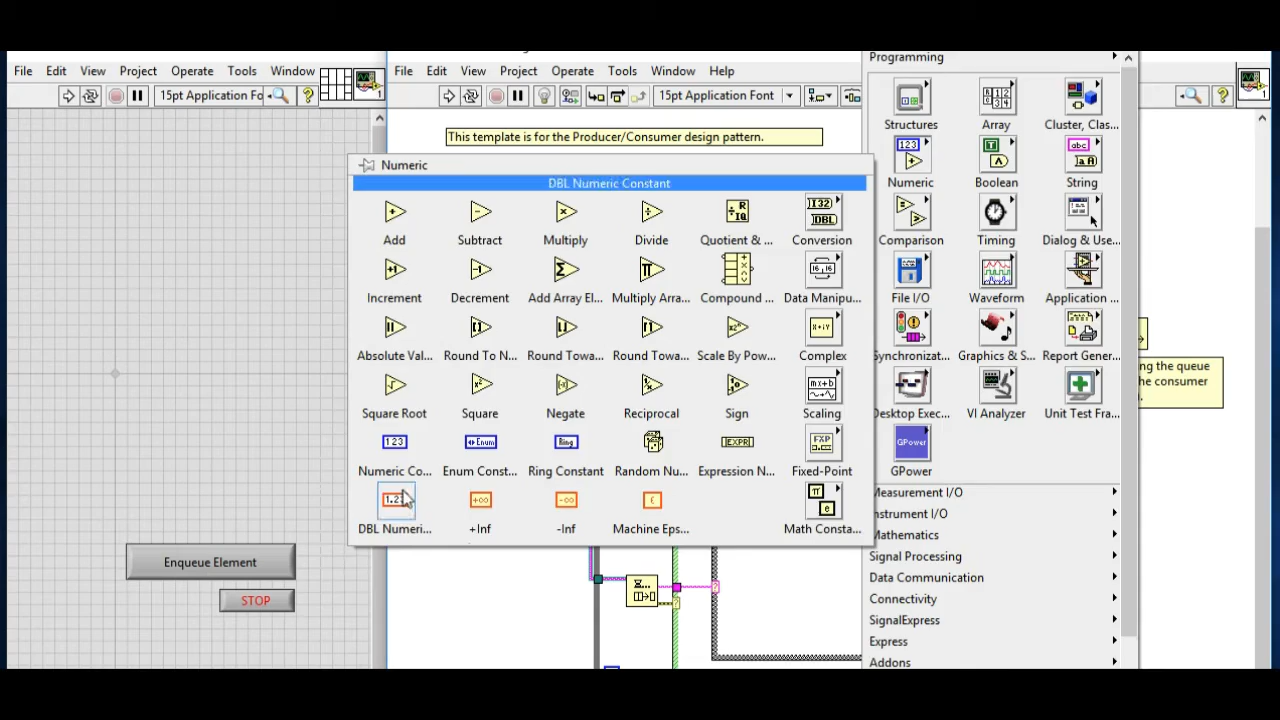 File Edit View Project Operate Tools Window
15pt Application Fo
File Edit View Project Operate Tools Window Help
15pt Application Font
This template is for the Producer/Consumer design pattern.
Numeric
DBL Numeric Constant
Add Subtract Multiply Divide Quotient & ... Conversion
Increment Decrement Add Array El... Multiply Arra... Compound ... Data Manipu...
Absolute Val... Round To N... Round Towa... Round Towa... Scale By Pow... Complex
Square Root Square Negate Reciprocal Sign Scaling
Numeric Co... Enum Const... Ring Constant Random Nu... Expression N... Fixed-Point
DBL Numeri... +Inf -Inf Machine Eps... Math Consta...
Programming
Structures Array Cluster, Clas...
Numeric Boolean String
Comparison Timing Dialog & Use...
File I/O Waveform Application ...
Synchronizat... Graphics & S... Report Gener...
Desktop Exec... VI Analyzer Unit Test Fra...
GPower
GPower
Measurement I/O
Instrument I/O
Mathematics
Signal Processing
Data Communication
Connectivity
SignalExpress
Express
Addons
ng the queue
he consumer
Enqueue Element
STOP